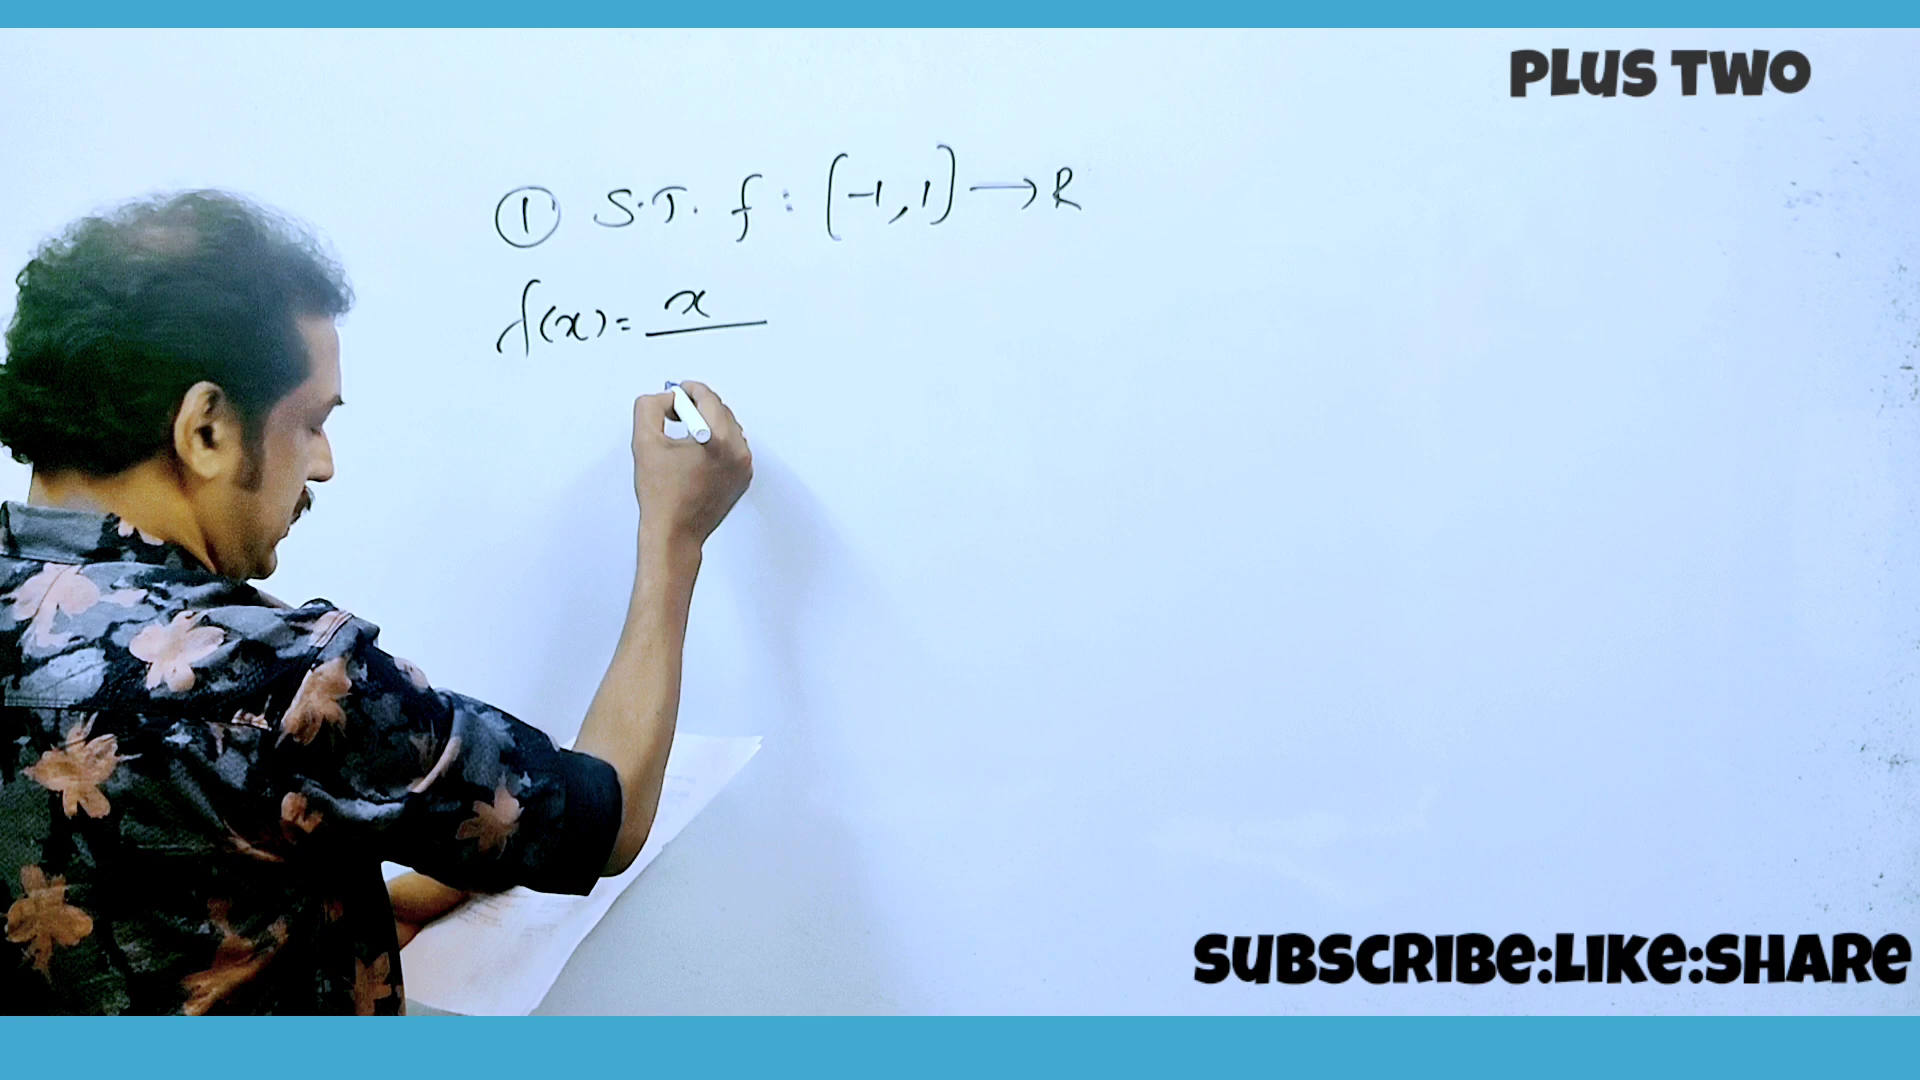 PLUS TWO
① S.T. f : [-1, 1] → R
f(x) = x /
SUBSCRIBE:LIKE:SHARE